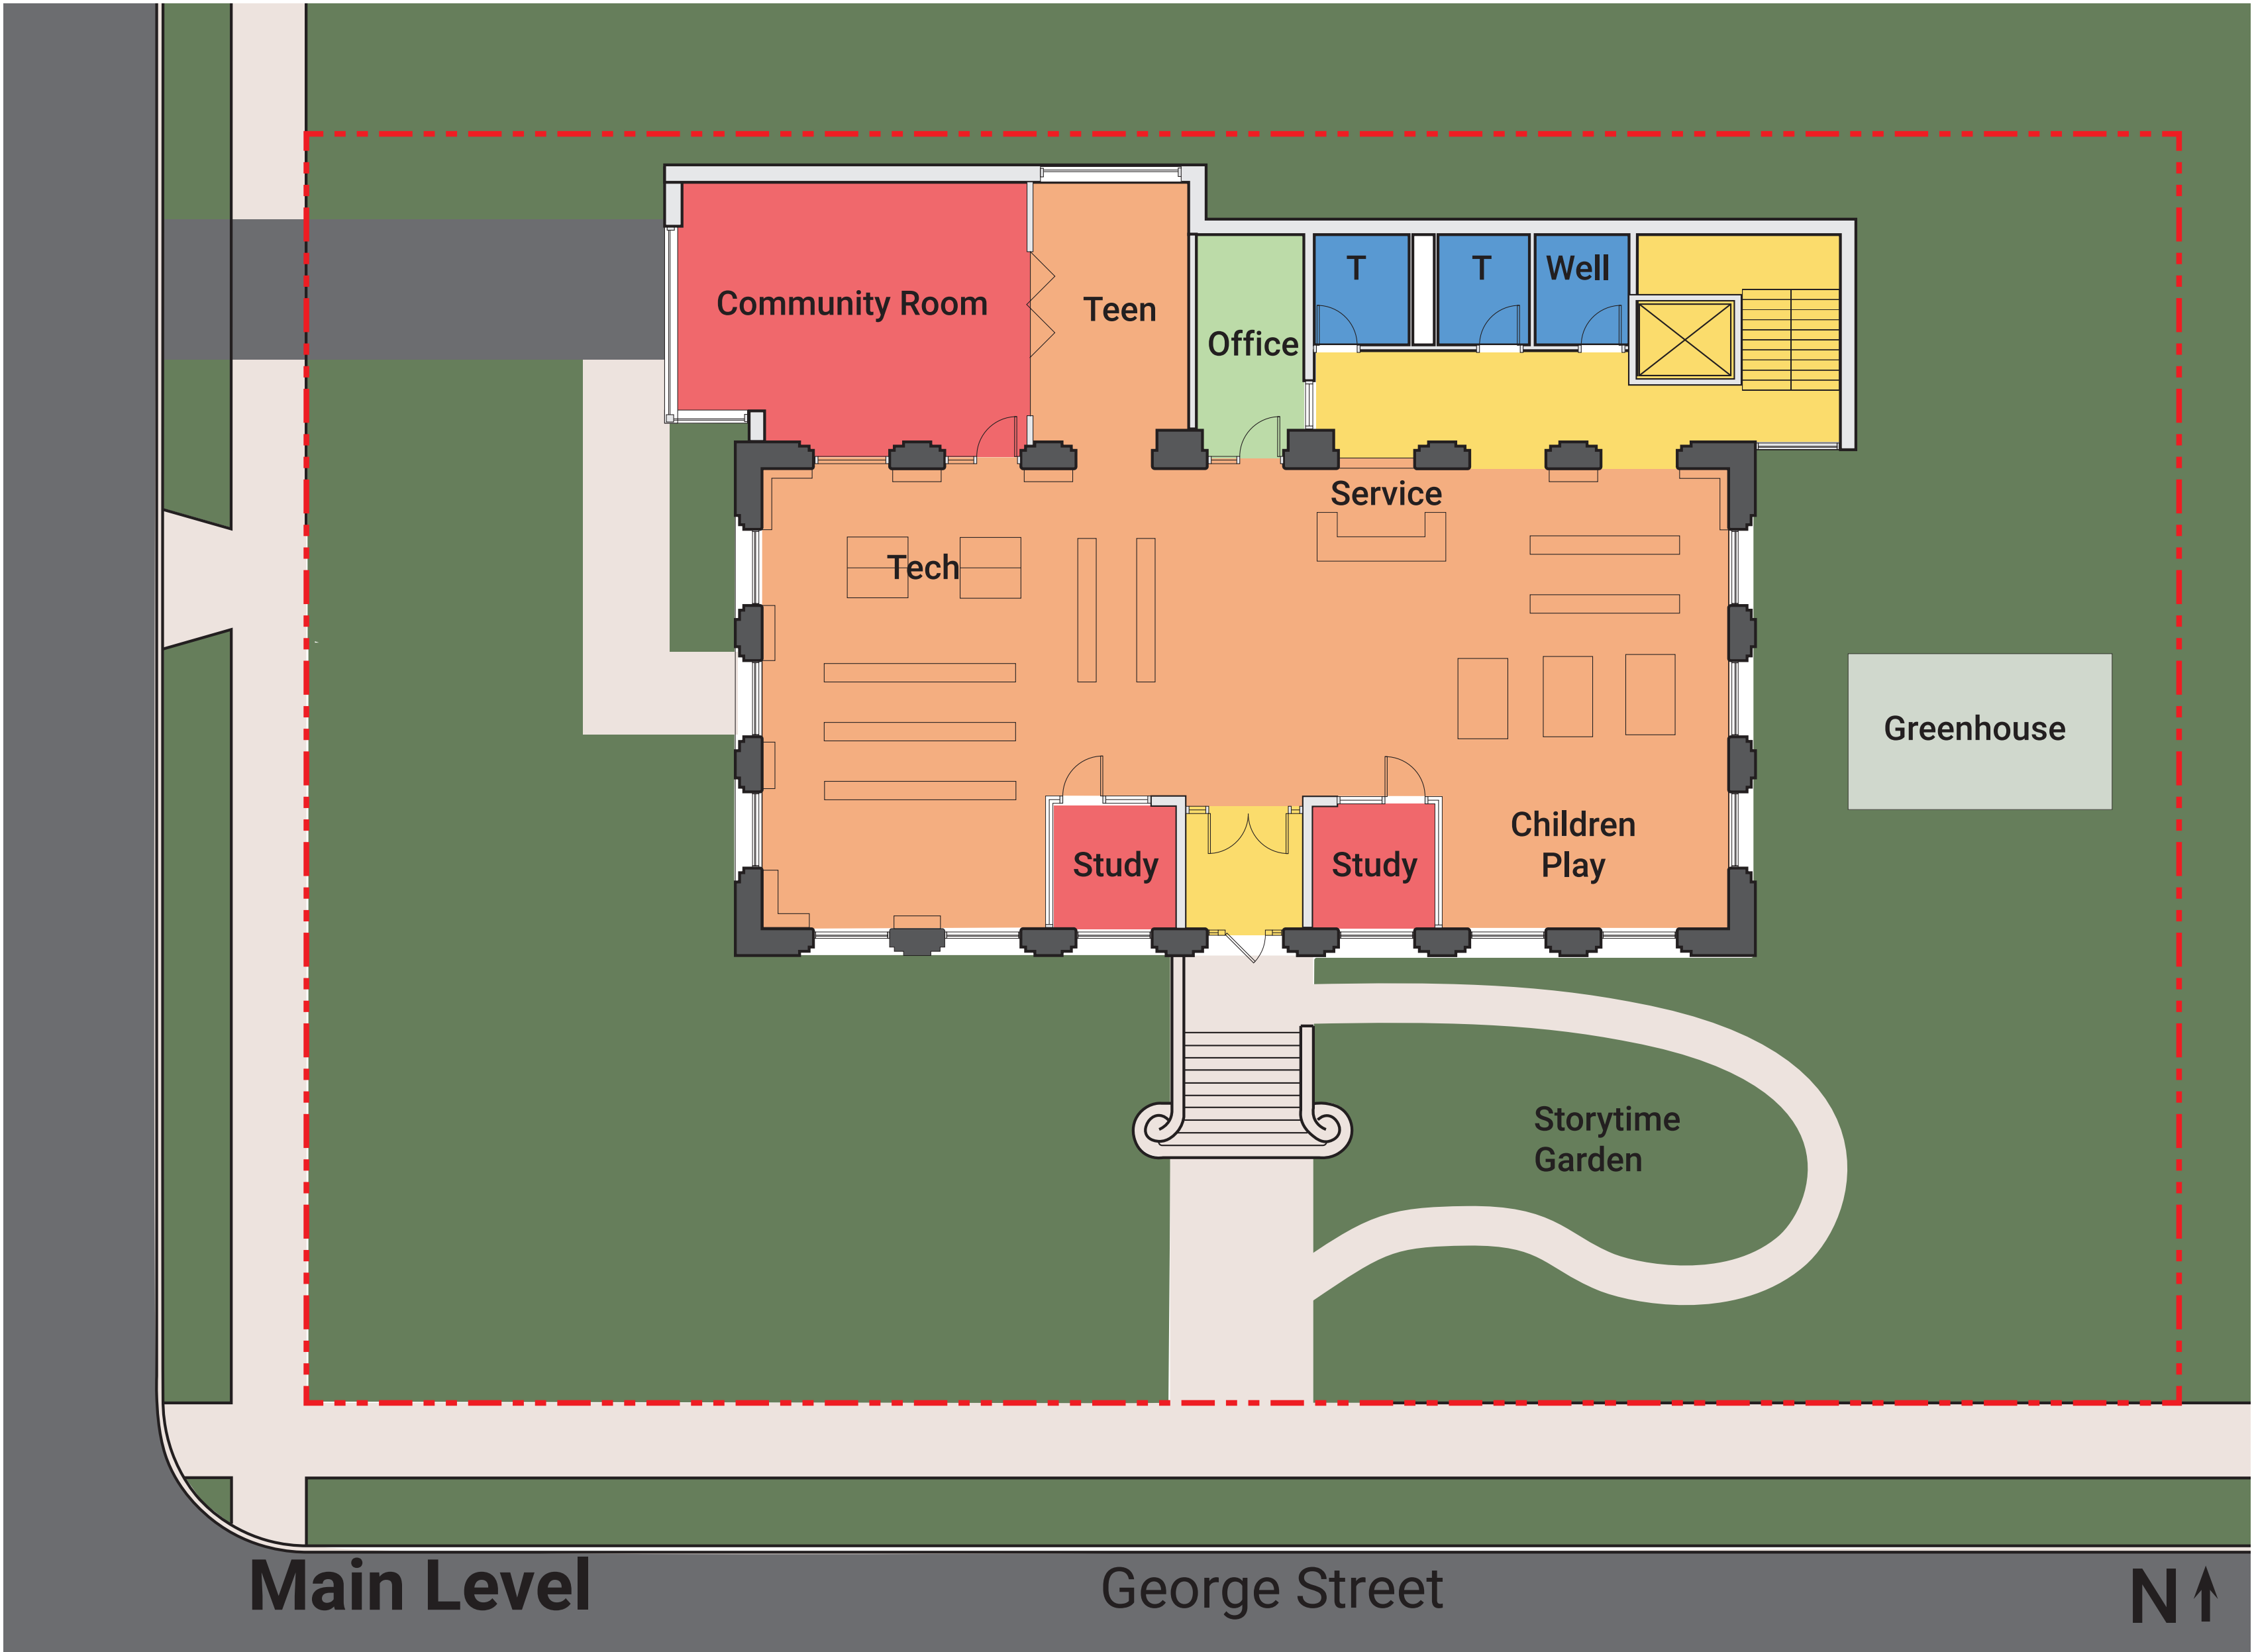 T
T
Well
Community Room
Teen
Office
Service
Tech
Greenhouse
Children
Play
Study
Study
Storytime
Garden
Main Level
George Street
N